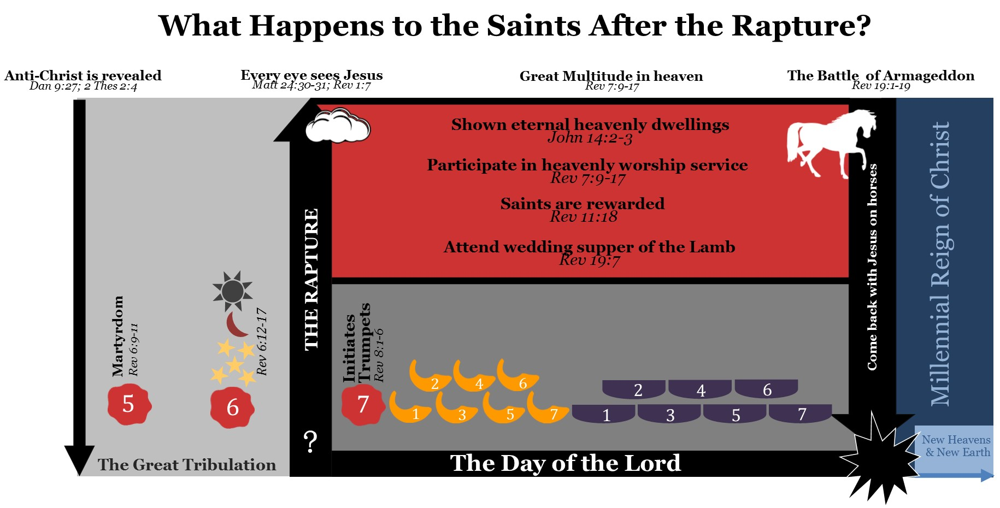 What Happens to the Saints After the Rapture?
Anti-Christ is revealed
Dan 9:27; 2 Thes 2:4
Every eye sees Jesus
Matt 24:30-31; Rev 1:7
Great Multitude in heaven
Rev 7:9-17
The Battle  of Armageddon
Rev 19:1-19
Shown eternal heavenly dwellings
John 14:2-3
Participate in heavenly worship service
Rev 7:9-17
Saints are rewarded
Rev 11:18
Attend wedding supper of the Lamb
Rev 19:7
Martyrdom
Rev 6:9-11
5
Rev 6:12-17
6
The Great Tribulation
THE RAPTURE
?
Initiates
Trumpets
Rev 8:1-6
7
2 4 6
1 3 5 7
2 4 6
1 3 5 7
The Day of the Lord
Come back with Jesus on horses
Millennial Reign of Christ
New Heavens
& New Earth